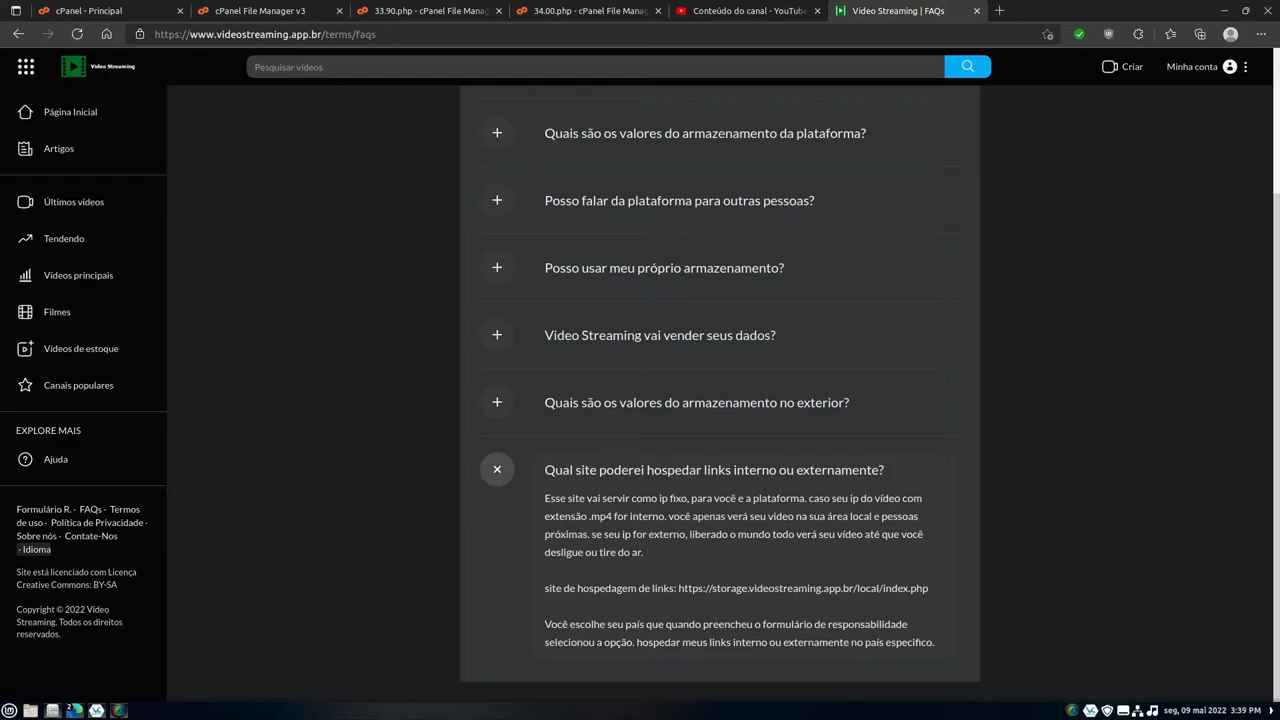 cPanel - Principal
cPanel File Manager v3
33.90.php - cPanel File Manag
34.00.php - cPanel File Manag
Conteúdo do canal - YouTube
Video Streaming | FAQs
https://www.videostreaming.app.br/terms/faqs
Video Streaming
Pesquisar vídeos
Criar
Minha conta
Página Inicial
Artigos
Últimos vídeos
Tendendo
Vídeos principais
Filmes
Vídeos de estoque
Canais populares
EXPLORE MAIS
Ajuda
Formulário R. · FAQs · Termos
de uso · Política de Privacidade ·
Sobre nós · Contate-Nos
· Idioma
Site está licenciado com Licença
Creative Commons: BY-SA
Copyright © 2022 Video
Streaming. Todos os direitos
reservados.
Quais são os valores do armazenamento da plataforma?
Posso falar da plataforma para outras pessoas?
Posso usar meu próprio armazenamento?
Video Streaming vai vender seus dados?
Quais são os valores do armazenamento no exterior?
Qual site poderei hospedar links interno ou externamente?
Esse site vai servir como ip fixo, para você e a plataforma. caso seu ip do vídeo com
extensão .mp4 for interno. você apenas verá seu video na sua área local e pessoas
próximas. se seu ip for externo, liberado o mundo todo verá seu vídeo até que você
desligue ou tire do ar.
site de hospedagem de links: https://storage.videostreaming.app.br/local/index.php
Você escolhe seu país que quando preencheu o formulário de responsabilidade
selecionou a opção. hospedar meus links interno ou externamente no país especifico.
seg, 09 mai 2022 3:39 PM